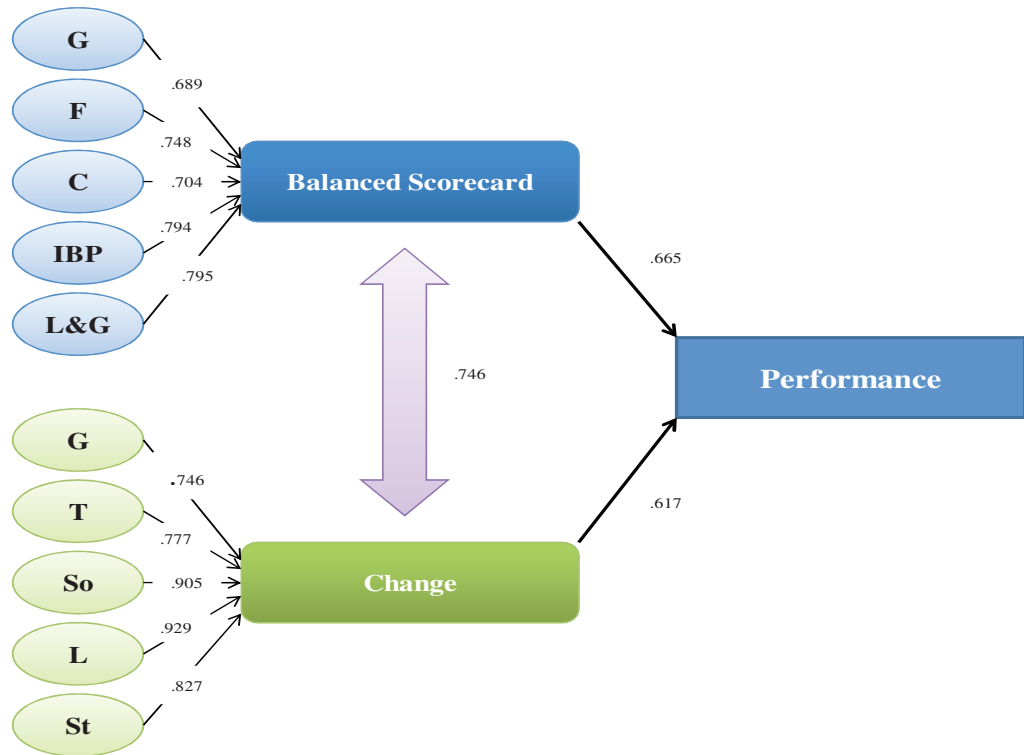 G
.689
F
.748
C
.704
Balanced Scorecard
IBP
.794
L&G
.795
.665
.746
Performance
G
.746
T
.777
So
.905
Change
L
.929
St
.827
.617